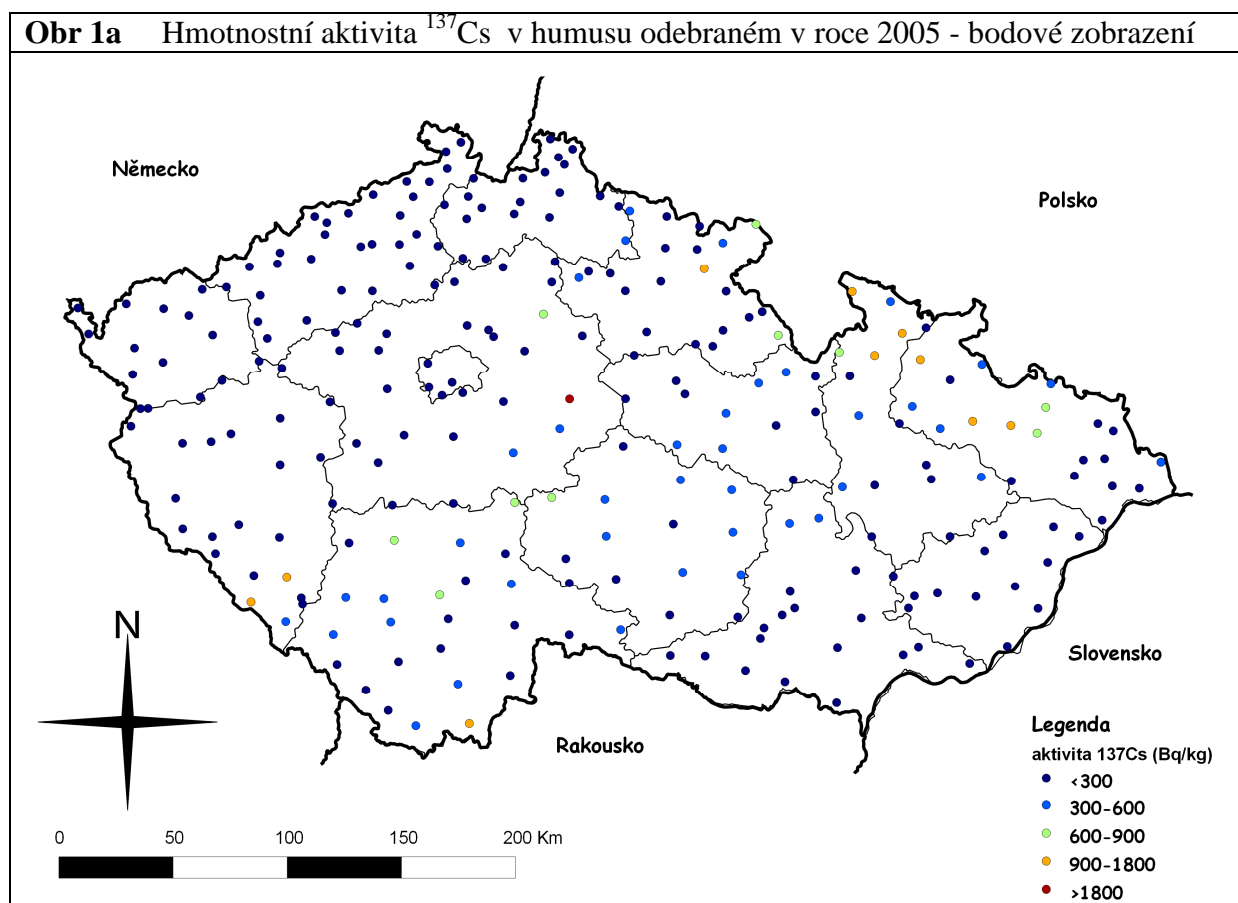 Obr 1a Hmotnostní aktivita ¹³⁷Cs v humusu odebraném v roce 2005 - bodové zobrazení
Německo
Polsko
N
Slovensko
Rakousko
Legenda
aktivita 137Cs (Bq/kg)
<300
300-600
600-900
900-1800
>1800
0 50 100 150 200 Km